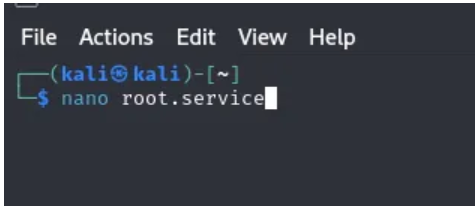 File Actions Edit View Help
┌──(kali㉿kali)-[~]
└─$ nano root.service